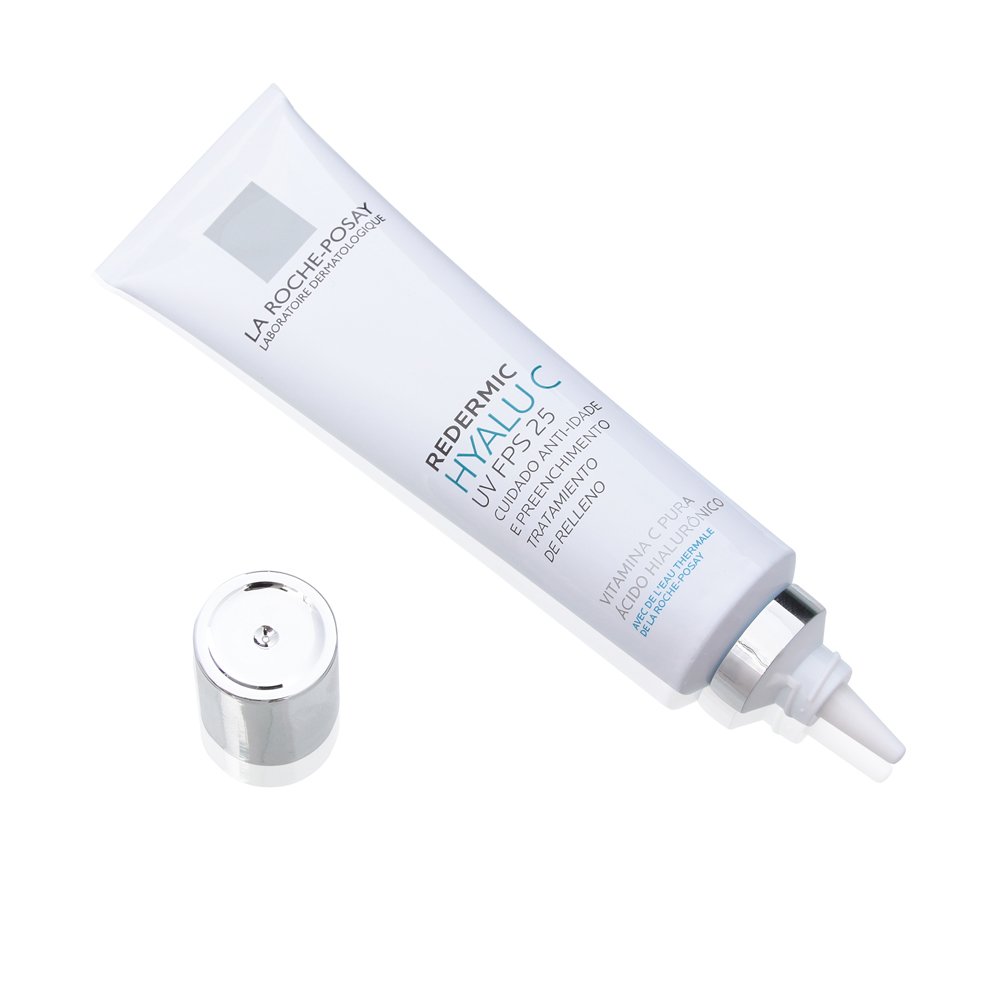 LA ROCHE-POSAY
LABORATOIRE DERMATOLOGIQUE
REDERMIC
HYALU C
UV FPS 25
CUIDADO ANTI-IDADE
E PREENCHIMENTO
TRATAMIENTO
DE RELLENO
VITAMINA C PURA
ÁCIDO HIALURÔNICO
AVEC DE L'EAU THERMALE
DE LA ROCHE-POSAY